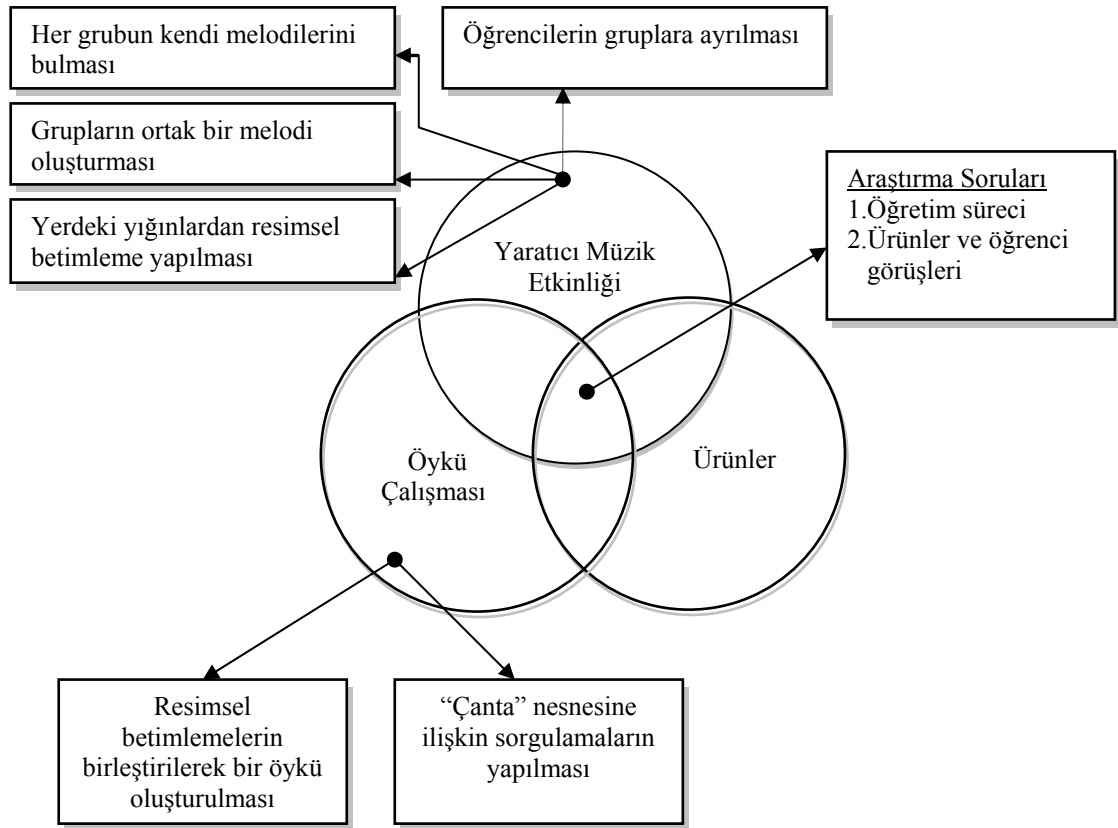 Her grubun kendi melodilerini
bulması
Öğrencilerin gruplara ayrılması
Grupların ortak bir melodi
oluşturması
Yerdeki yığınlardan resimsel
betimleme yapılması
Araştırma Soruları
1.Öğretim süreci
2.Ürünler ve öğrenci
görüşleri
Yaratıcı Müzik
Etkinliği
Öykü
Çalışması
Ürünler
Resimsel
betimlemelerin
birleştirilerek bir öykü
oluşturulması
“Çanta” nesnesine
ilişkin sorgulamaların
yapılması